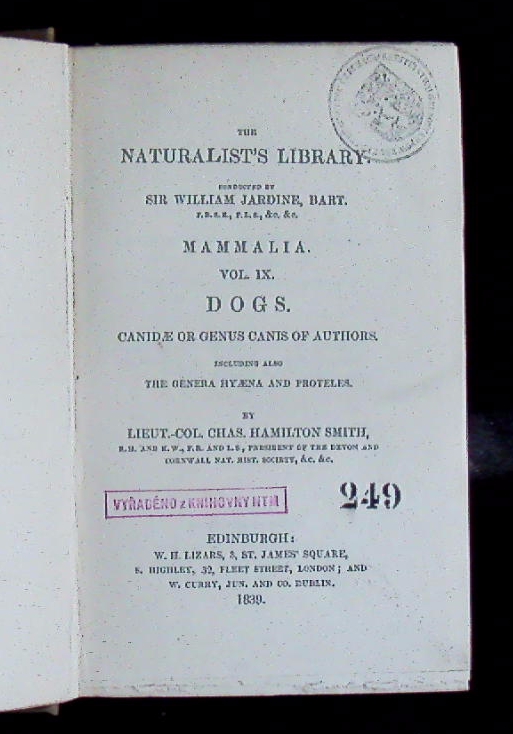 THE
NATURALIST'S LIBRARY.
CONDUCTED BY
SIR WILLIAM JARDINE, BART.
F.R.S.E., F.L.S., &c. &c.
MAMMALIA.
VOL. IX.
DOGS.
CANIDÆ OR GENUS CANIS OF AUTHORS.
INCLUDING ALSO
THE GENERA HYÆNA AND PROTELES.
BY
LIEUT.-COL. CHAS. HAMILTON SMITH,
K.H. AND K.W., F.R. AND L.S., PRESIDENT OF THE DEVON AND
CORNWALL NAT. HIST. SOCIETY, &c. &c.
VYŘADĚNO z KNIHOVNY NTM
249
EDINBURGH:
W. H. LIZARS, 3, ST. JAMES' SQUARE,
S. HIGHLEY, 32, FLEET STREET, LONDON; AND
W. CURRY, JUN. AND CO. DUBLIN.
1839.